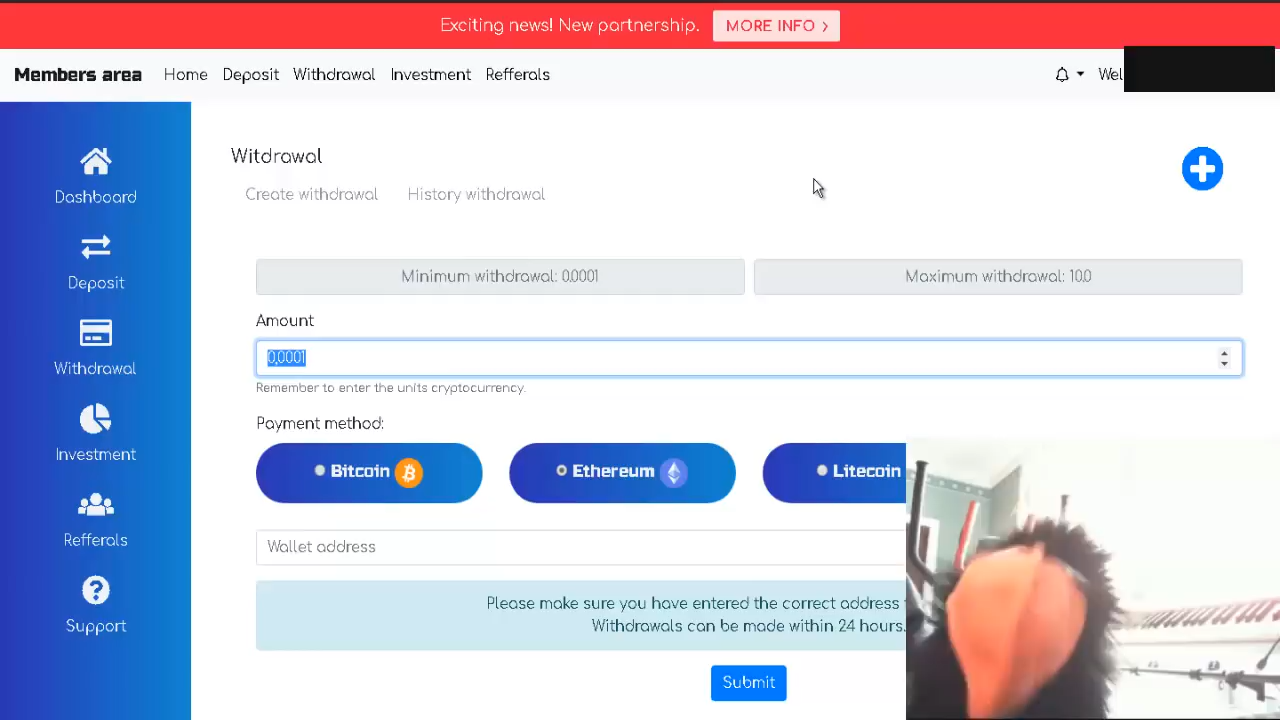 Exciting news! New partnership. MORE INFO
Members area Home Deposit Withdrawal Investment Refferals Wel
Witdrawal
Create withdrawal History withdrawal
Dashboard
Deposit
Withdrawal
Investment
Refferals
Support
Minimum withdrawal: 0.0001 Maximum withdrawal: 10.0
Amount
0,0001
Remember to enter the units cryptocurrency.
Payment method:
Bitcoin Ethereum Litecoin
Wallet address
Please make sure you have entered the correct address
Withdrawals can be made within 24 hours.
Submit